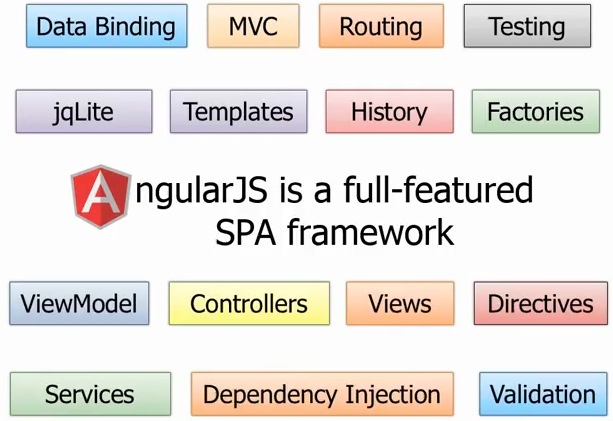 Data Binding
MVC
Routing
Testing
jqLite
Templates
History
Factories
AngularJS is a full-featured
SPA framework
ViewModel
Controllers
Views
Directives
Services
Dependency Injection
Validation